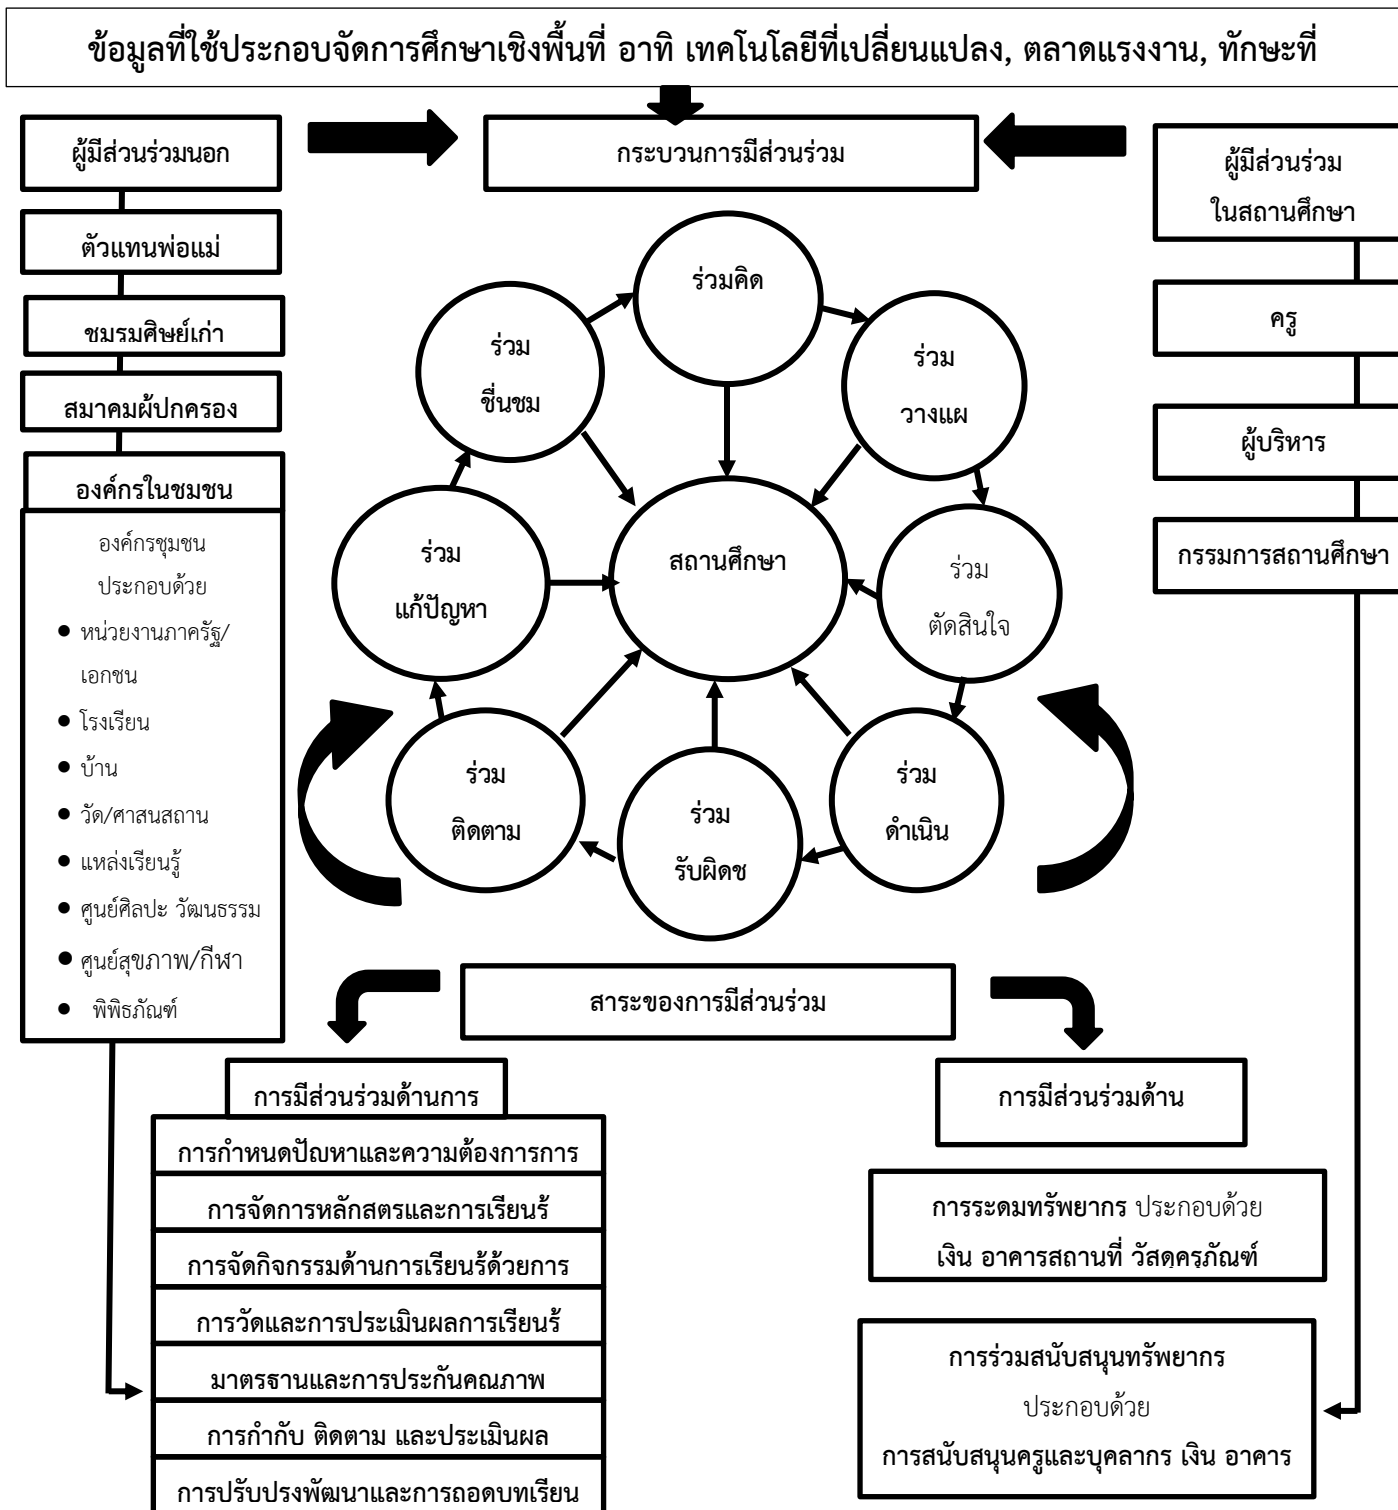 ข้อมูลที่ใช้ประกอบจัดการศึกษาเชิงพื้นที่ อาทิ เทคโนโลยีที่เปลี่ยนแปลง, ตลาดแรงงาน, ทักษะที่
ผู้มีส่วนร่วมนอก
ตัวแทนพ่อแม่
ชมรมศิษย์เก่า
สมาคมผู้ปกครอง
องค์กรในชุมชน
องค์กรชุมชน
ประกอบด้วย
● หน่วยงานภาครัฐ/
เอกชน
● โรงเรียน
● บ้าน
● วัด/ศาสนสถาน
● แหล่งเรียนรู้
● ศูนย์ศิลปะ วัฒนธรรม
● ศูนย์สุขภาพ/กีฬา
● พิพิธภัณฑ์
กระบวนการมีส่วนร่วม
ร่วมคิด
ร่วม
วางแผ
ร่วม
ตัดสินใจ
ร่วม
ดำเนิน
ร่วม
รับผิดช
ร่วม
ติดตาม
ร่วม
แก้ปัญหา
ร่วม
ชื่นชม
สถานศึกษา
ผู้มีส่วนร่วม
ในสถานศึกษา
ครู
ผู้บริหาร
กรรมการสถานศึกษา
สาระของการมีส่วนร่วม
การมีส่วนร่วมด้านการ
การกำหนดปัญหาและความต้องการการ
การจัดการหลักสูตรและการเรียนรู้
การจัดกิจกรรมด้านการเรียนรู้ด้วยการ
การวัดและการประเมินผลการเรียนรู้
มาตรฐานและการประกันคุณภาพ
การกำกับ ติดตาม และประเมินผล
การปรับปรุงพัฒนาและการถอดบทเรียน
การมีส่วนร่วมด้าน
การระดมทรัพยากร ประกอบด้วย
เงิน อาคารสถานที่ วัสดุครุภัณฑ์
การร่วมสนับสนุนทรัพยากร
ประกอบด้วย
การสนับสนุนครูและบุคลากร เงิน อาคาร